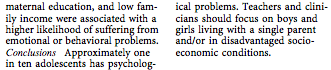 maternal education, and low fam-
ily income were associated with a
higher likelihood of suffering from
emotional or behavioral problems.
Conclusions Approximately one
in ten adolescents has psycholog-
ical problems. Teachers and clini-
cians should focus on boys and
girls living with a single parent
and/or in disadvantaged socio-
economic conditions.